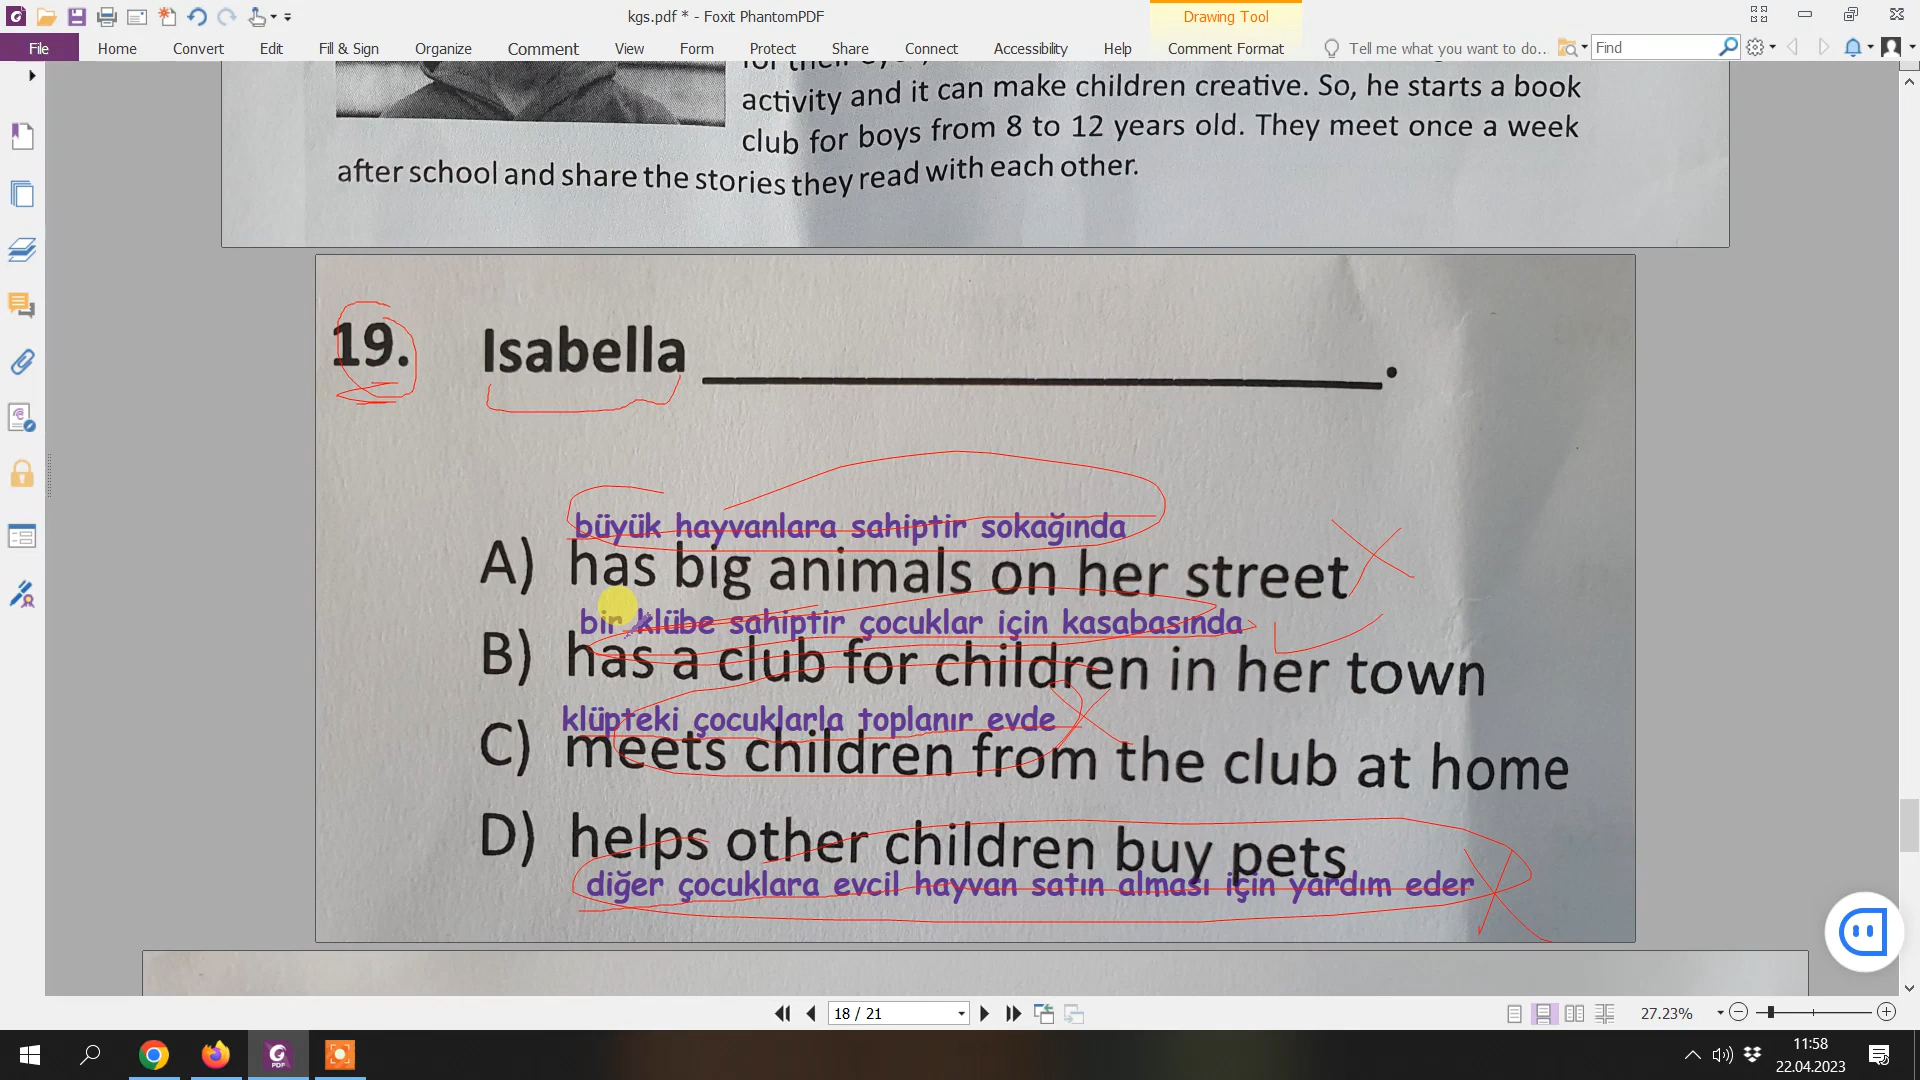 kgs.pdf * - Foxit PhantomPDF
Drawing Tool
File Home Convert Edit Fill & Sign Organize Comment View Form Protect Share Connect Accessibility Help Comment Format Tell me what you want to do... Find
for their
activity and it can make children creative. So, he starts a book
club for boys from 8 to 12 years old. They meet once a week
after school and share the stories they read with each other.
19. Isabella ______________________.
büyük hayvanlara sahiptir sokağında
A) has big animals on her street
bir klübe sahiptir çocuklar için kasabasında
B) has a club for children in her town
klüpteki çocuklarla toplanır evde
C) meets children from the club at home
D) helps other children buy pets
diğer çocuklara evcil hayvan satın alması için yardım eder
18 / 21
27.23%
PDF
11:58
22.04.2023